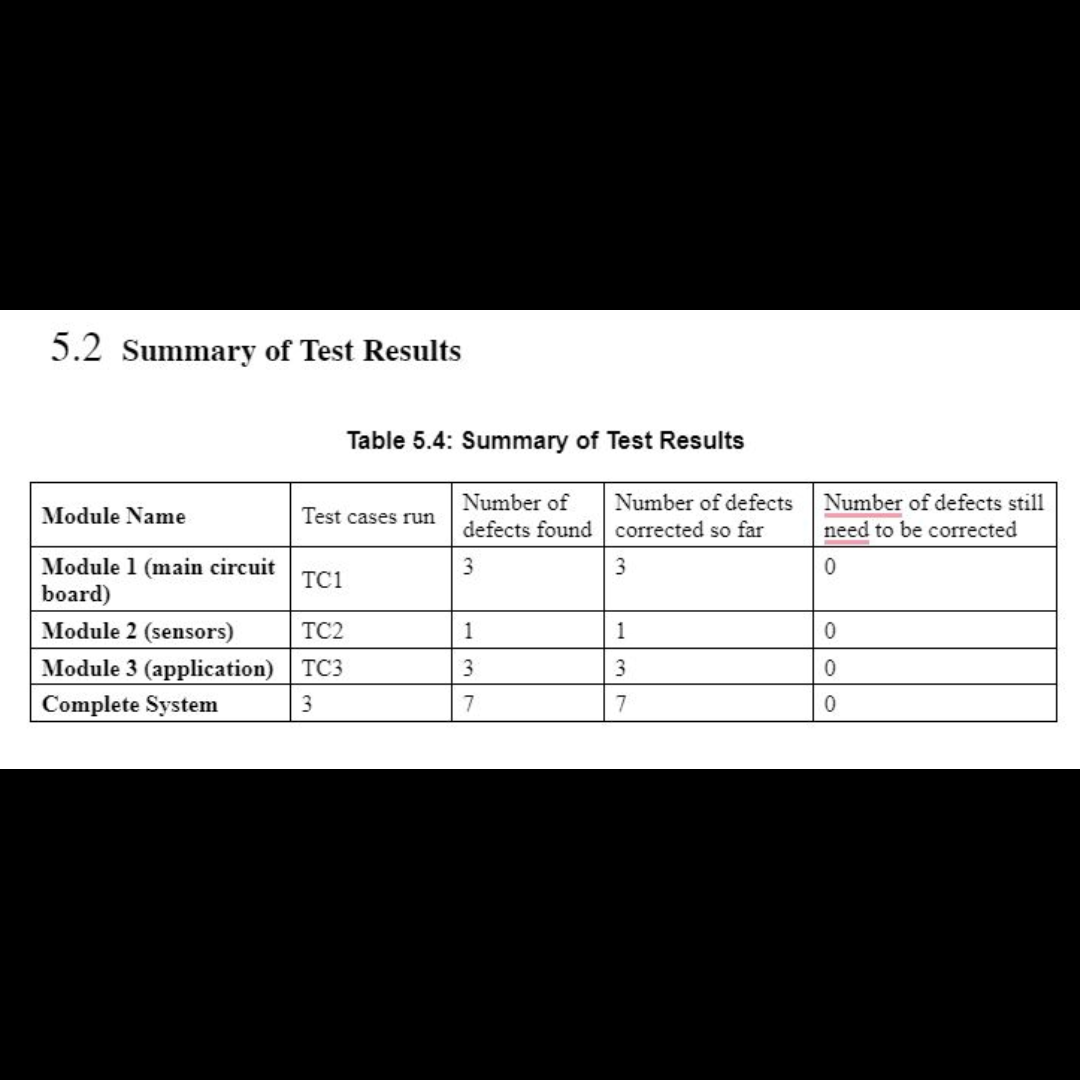 5.2 Summary of Test Results
Table 5.4: Summary of Test Results
Module Name
Test cases run
Number of
defects found
Number of defects
corrected so far
Number of defects still
need to be corrected
Module 1 (main circuit
board)
TC1
3
3
0
Module 2 (sensors)
TC2
1
1
0
Module 3 (application)
TC3
3
3
0
Complete System
3
7
7
0